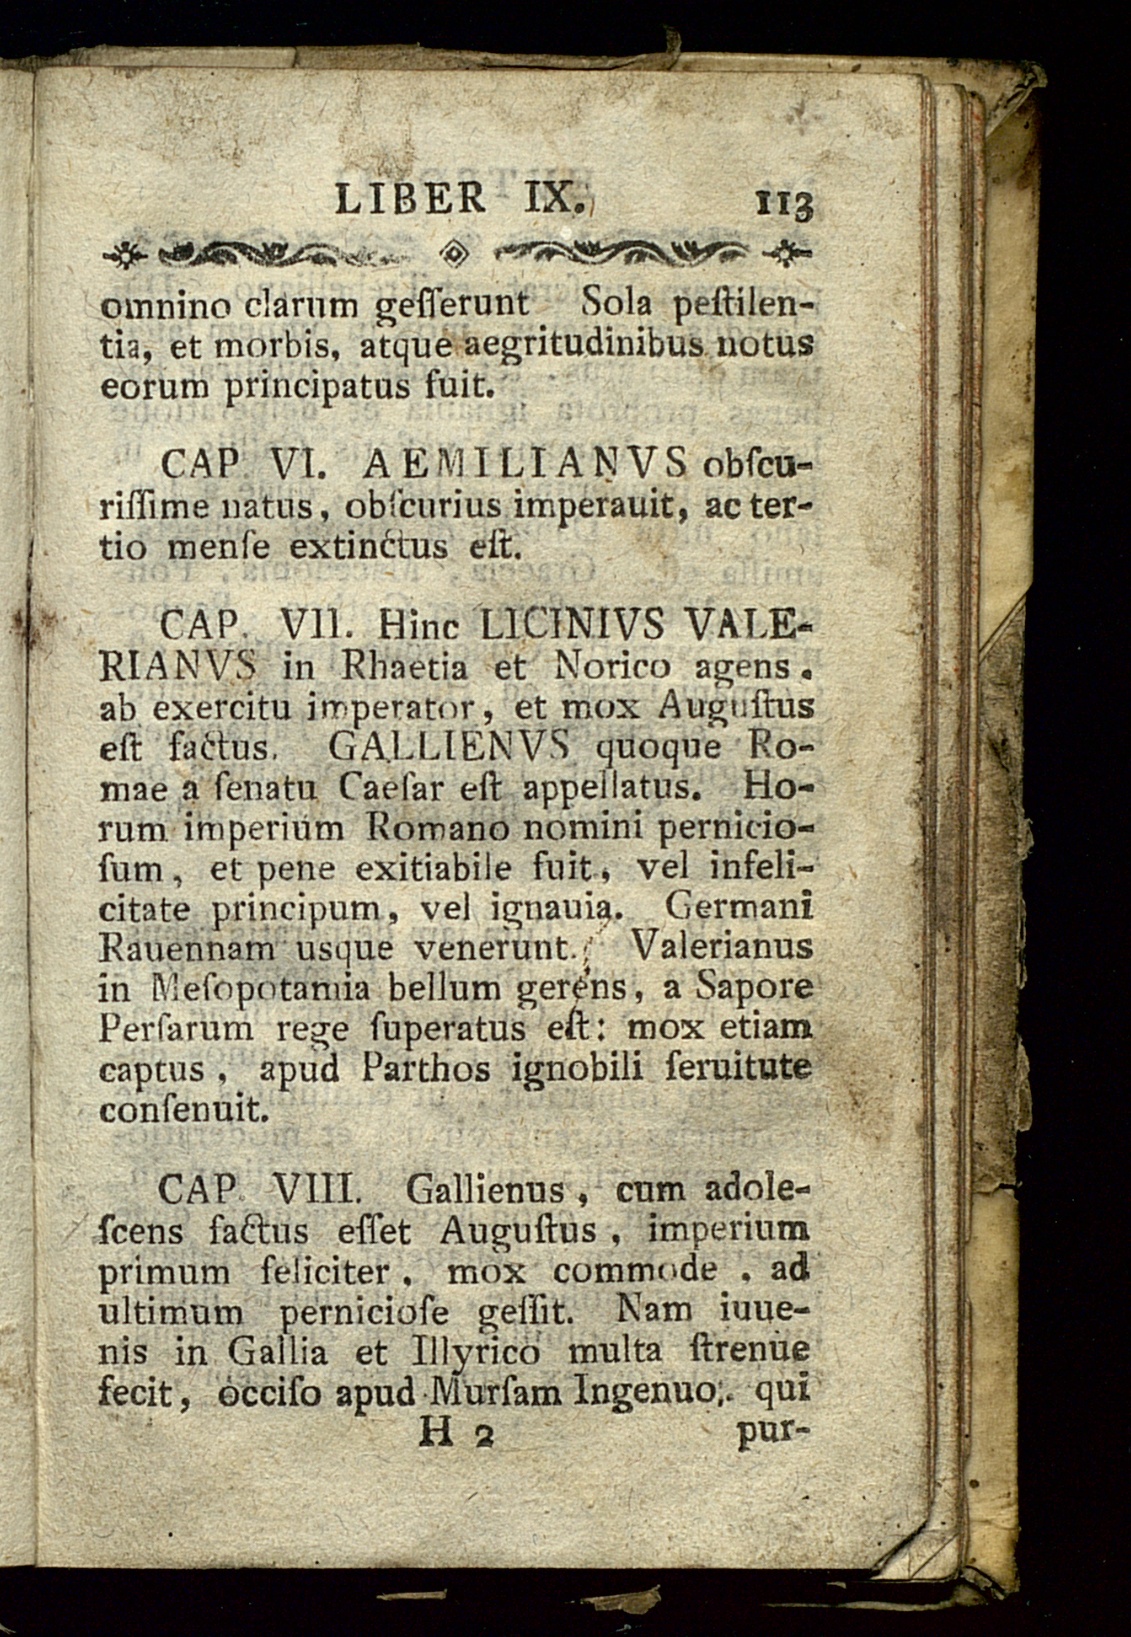 LIBER IX. 113
omnino clarum geſſerunt Sola peſtilen-
tia, et morbis, atque aegritudinibus notus
eorum principatus fuit.
CAP. VI. AEMILIANVS obſcu-
riſſime natus, obſcurius imperauit, ac ter-
tio menſe extinctus eſt.
CAP. VII. Hinc LICINIVS VALE-
RIANVS in Rhaetia et Norico agens.
ab exercitu imperator, et mox Auguſtus
eſt factus. GALLIENVS quoque Ro-
mae a ſenatu Caeſar eſt appellatus. Ho-
rum imperium Romano nomini pernicio-
ſum, et pene exitiabile fuit, vel infeli-
citate principum, vel ignauia. Germani
Rauennam usque venerunt. Valerianus
in Meſopotamia bellum gerens, a Sapore
Perſarum rege ſuperatus eſt: mox etiam
captus, apud Parthos ignobili ſeruitute
conſenuit.
CAP. VIII. Gallienus, cum adole-
ſcens factus eſſet Auguſtus, imperium
primum feliciter, mox commode, ad
ultimum pernicioſe geſſit. Nam iuue-
nis in Gallia et Illyrico multa ſtrenue
fecit, occiſo apud Murſam Ingenuo, qui
H 2 pur-